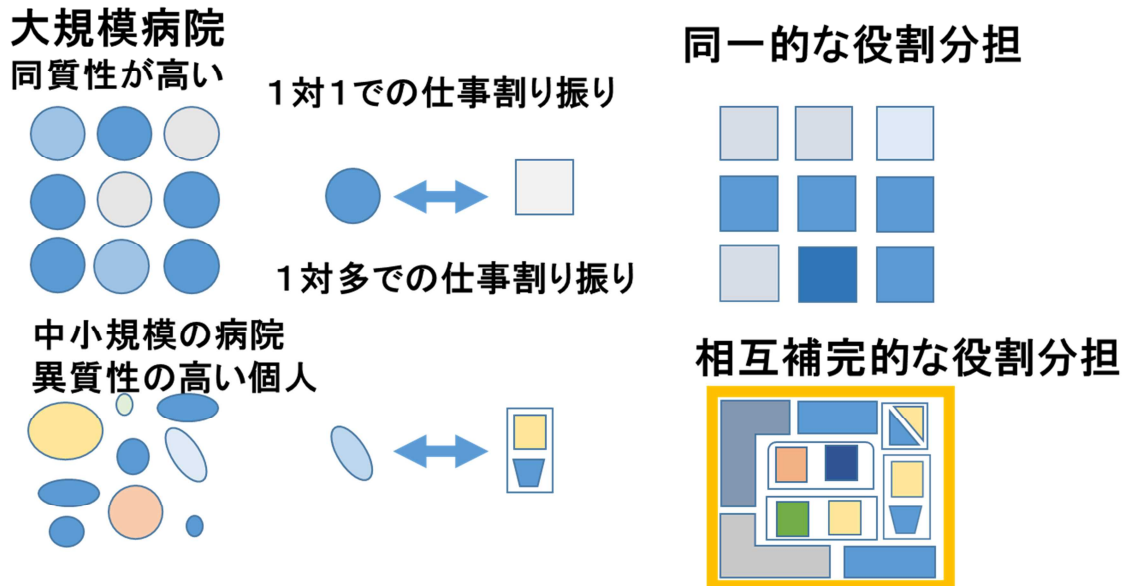 大規模病院
同質性が高い
１対１での仕事割り振り
同一的な役割分担
１対多での仕事割り振り
中小規模の病院
異質性の高い個人
相互補完的な役割分担